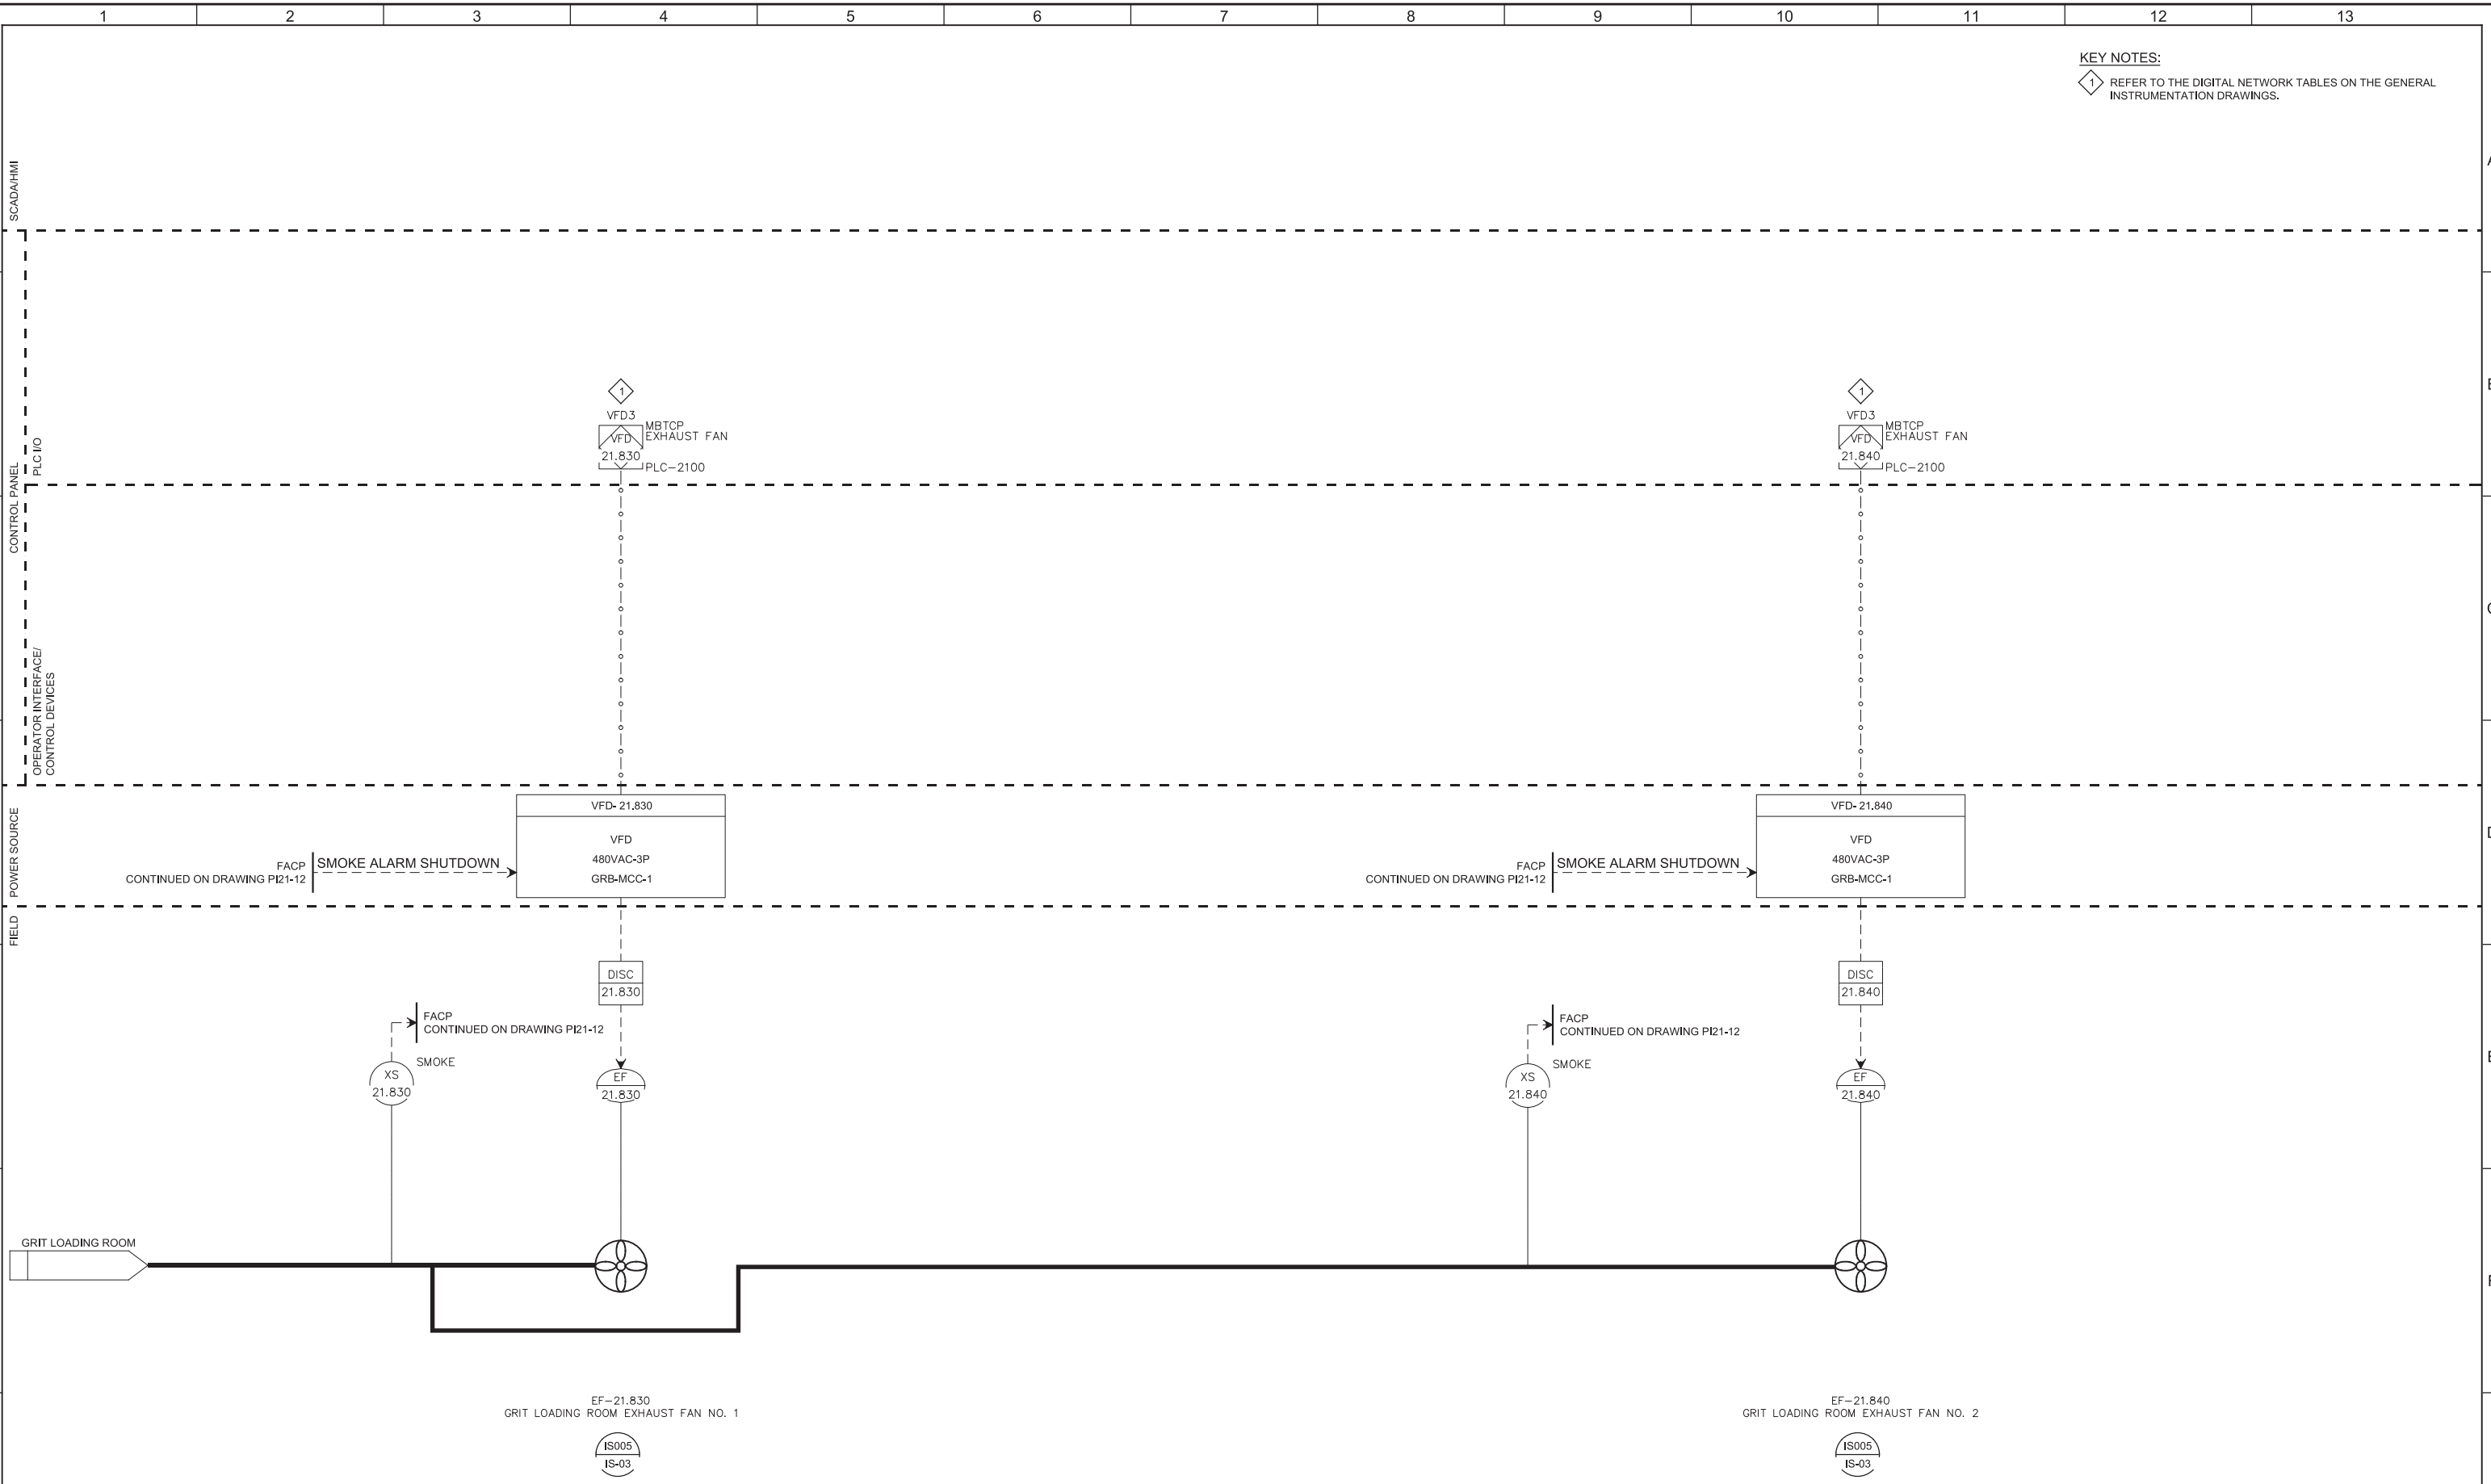 1 2 3 4 5 6 7 8 9 10 11 12 13
KEY NOTES:
1 REFER TO THE DIGITAL NETWORK TABLES ON THE GENERAL
INSTRUMENTATION DRAWINGS.
SCADA/HMI
CONTROL PANEL
PLC I/O
OPERATOR INTERFACE/
CONTROL DEVICES
POWER SOURCE
FIELD
1
VFD3
MBTCP
EXHAUST FAN
VFD
21.830
PLC-2100
1
VFD3
MBTCP
EXHAUST FAN
VFD
21.840
PLC-2100
VFD- 21.830
VFD
480VAC-3P
GRB-MCC-1
FACP
CONTINUED ON DRAWING PI21-12
SMOKE ALARM SHUTDOWN
VFD- 21.840
VFD
480VAC-3P
GRB-MCC-1
FACP
CONTINUED ON DRAWING PI21-12
SMOKE ALARM SHUTDOWN
DISC
21.830
FACP
CONTINUED ON DRAWING PI21-12
SMOKE
XS
21.830
EF
21.830
DISC
21.840
FACP
CONTINUED ON DRAWING PI21-12
SMOKE
XS
21.840
EF
21.840
GRIT LOADING ROOM
EF-21.830
GRIT LOADING ROOM EXHAUST FAN NO. 1
IS005
IS-03
EF-21.840
GRIT LOADING ROOM EXHAUST FAN NO. 2
IS005
IS-03